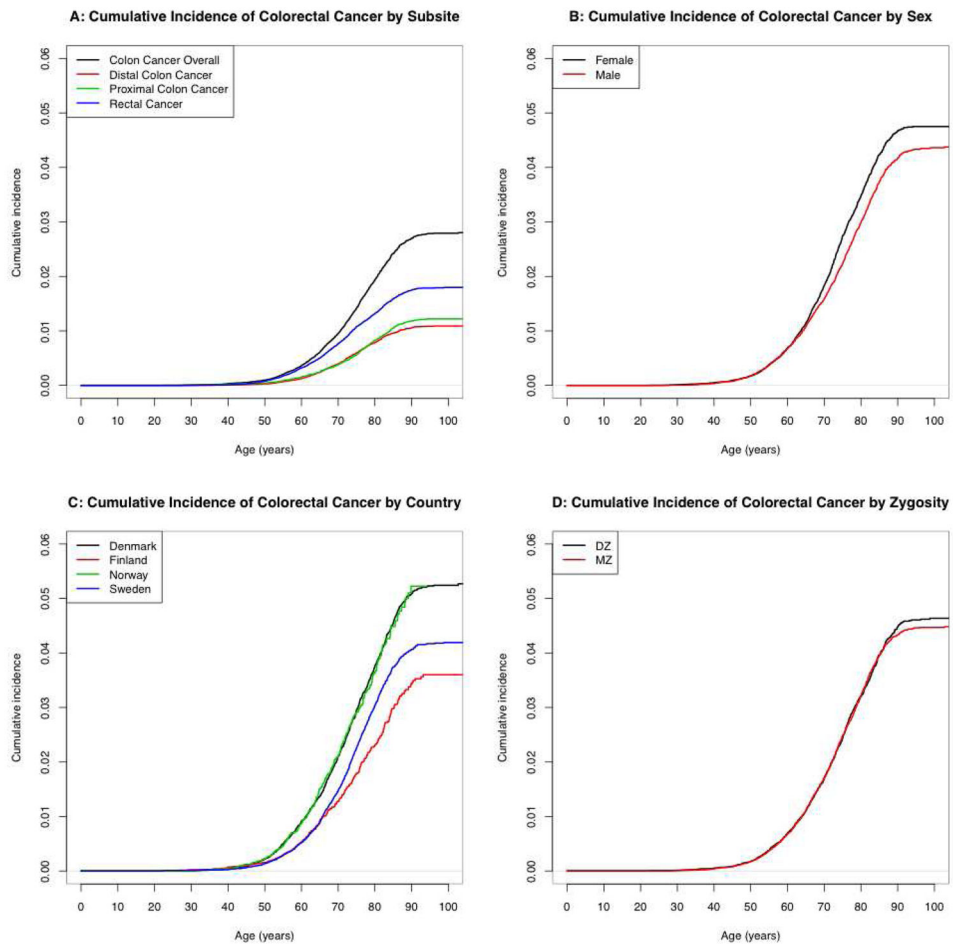 A: Cumulative Incidence of Colorectal Cancer by Subsite
Cumulative incidence
0.06
0.05
0.04
0.03
0.02
0.01
0.00
Colon Cancer Overall
Distal Colon Cancer
Proximal Colon Cancer
Rectal Cancer
0 10 20 30 40 50 60 70 80 90 100
Age (years)
B: Cumulative Incidence of Colorectal Cancer by Sex
Cumulative incidence
0.06
0.05
0.04
0.03
0.02
0.01
0.00
Female
Male
0 10 20 30 40 50 60 70 80 90 100
Age (years)
C: Cumulative Incidence of Colorectal Cancer by Country
Cumulative incidence
0.06
0.05
0.04
0.03
0.02
0.01
0.00
Denmark
Finland
Norway
Sweden
0 10 20 30 40 50 60 70 80 90 100
Age (years)
D: Cumulative Incidence of Colorectal Cancer by Zygosity
Cumulative incidence
0.06
0.05
0.04
0.03
0.02
0.01
0.00
DZ
MZ
0 10 20 30 40 50 60 70 80 90 100
Age (years)